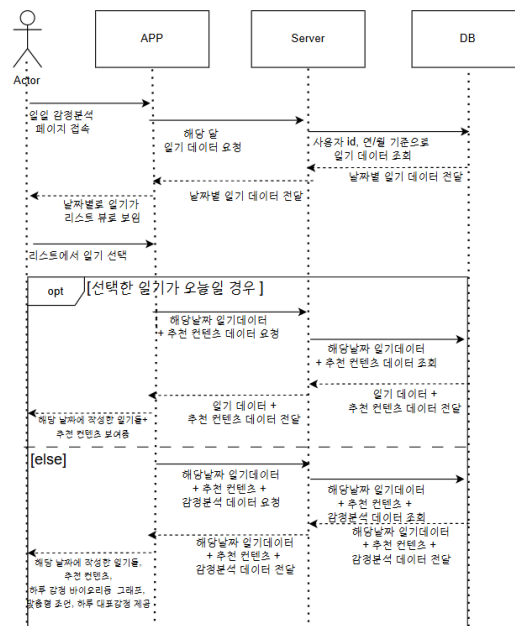 APP
Server
DB
Actor
일일 감정분석
페이지 접속
해당 달
일기 데이터 요청
사용자 id, 연/월 기준으로
일기 데이터 조회
날짜별 일기 데이터 전달
날짜별 일기 데이터 전달
날짜별로 일기가
리스트 뷰로 보임
리스트에서 일기 선택
opt
[선택한 일기가 오늘일 경우 ]
해당날짜 일기데이터
+ 추천 컨텐츠 데이터 요청
해당날짜 일기데이터
+ 추천 컨텐츠 데이터 조회
일기 데이터 +
추천 컨텐츠 데이터 전달
일기 데이터 +
추천 컨텐츠 데이터 전달
해당 날짜에 작성한 일기들+
추천 컨텐츠 보여줌
[else]
해당날짜 일기데이터
+ 추천 컨텐츠 +
감정분석 데이터 요청
해당날짜 일기데이터
+ 추천 컨텐츠 +
감정분석 데이터 조회
해당날짜 일기데이터
+ 추천 컨텐츠 +
감정분석 데이터 전달
해당날짜 일기데이터
+ 추천 컨텐츠 +
감정분석 데이터 전달
해당 날짜에 작성한 일기들,
추천 컨텐츠,
하루 감정 바이오리듬 그래프,
맞춤형 조언, 하루 대표감정 제공